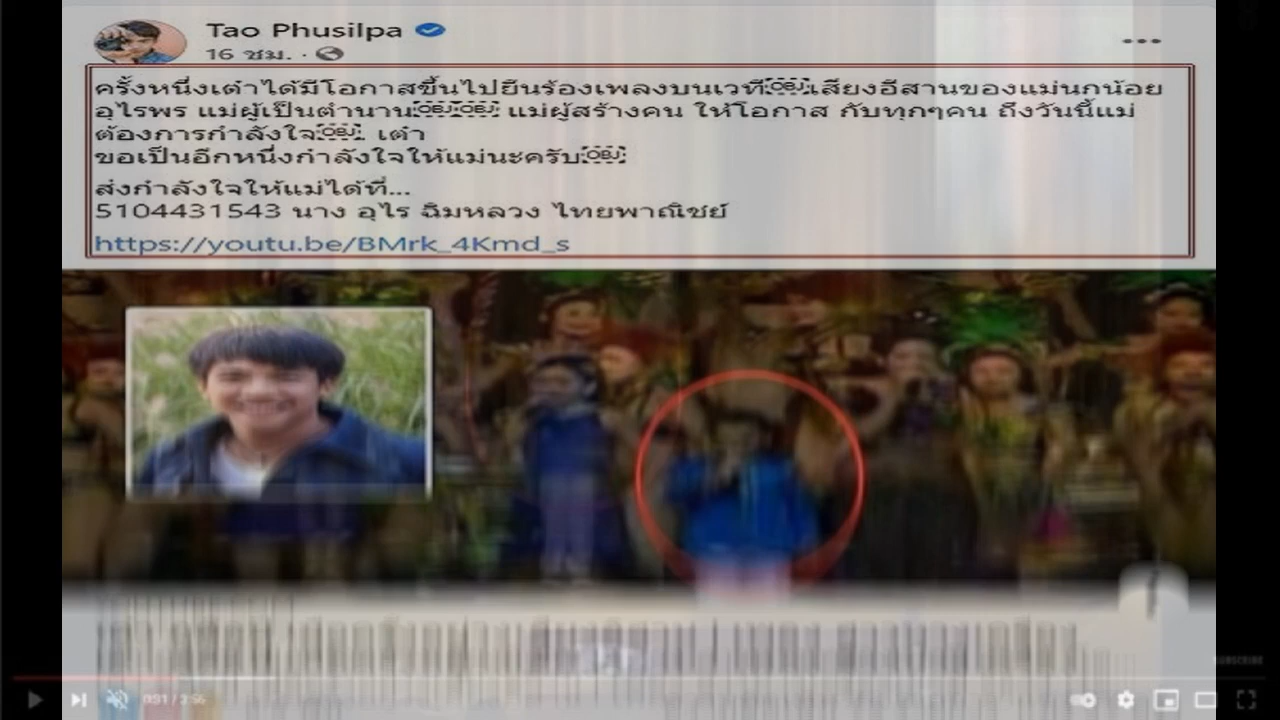 Tao Phusilpa
16 ชม. ·
ครั้งหนึ่งเต๋าได้มีโอกาสขึ้นไปยืนร้องเพลงบนเวที￼เสียงอีสานของแม่นกน้อย
อุไรพร แม่ผู้เป็นตำนาน￼￼ แม่ผู้สร้างคน ให้โอกาส กับทุกๆคน ถึงวันนี้แม่
ต้องการกำลังใจ￼ เต๋า
ขอเป็นอีกหนึ่งกำลังใจให้แม่นะครับ￼
ส่งกำลังใจให้แม่ได้ที่...
5104431543 นาง อุไร ฉิมหลวง ไทยพาณิชย์
https://youtu.be/BMrk_4Kmd_s
SUBSCRIBE